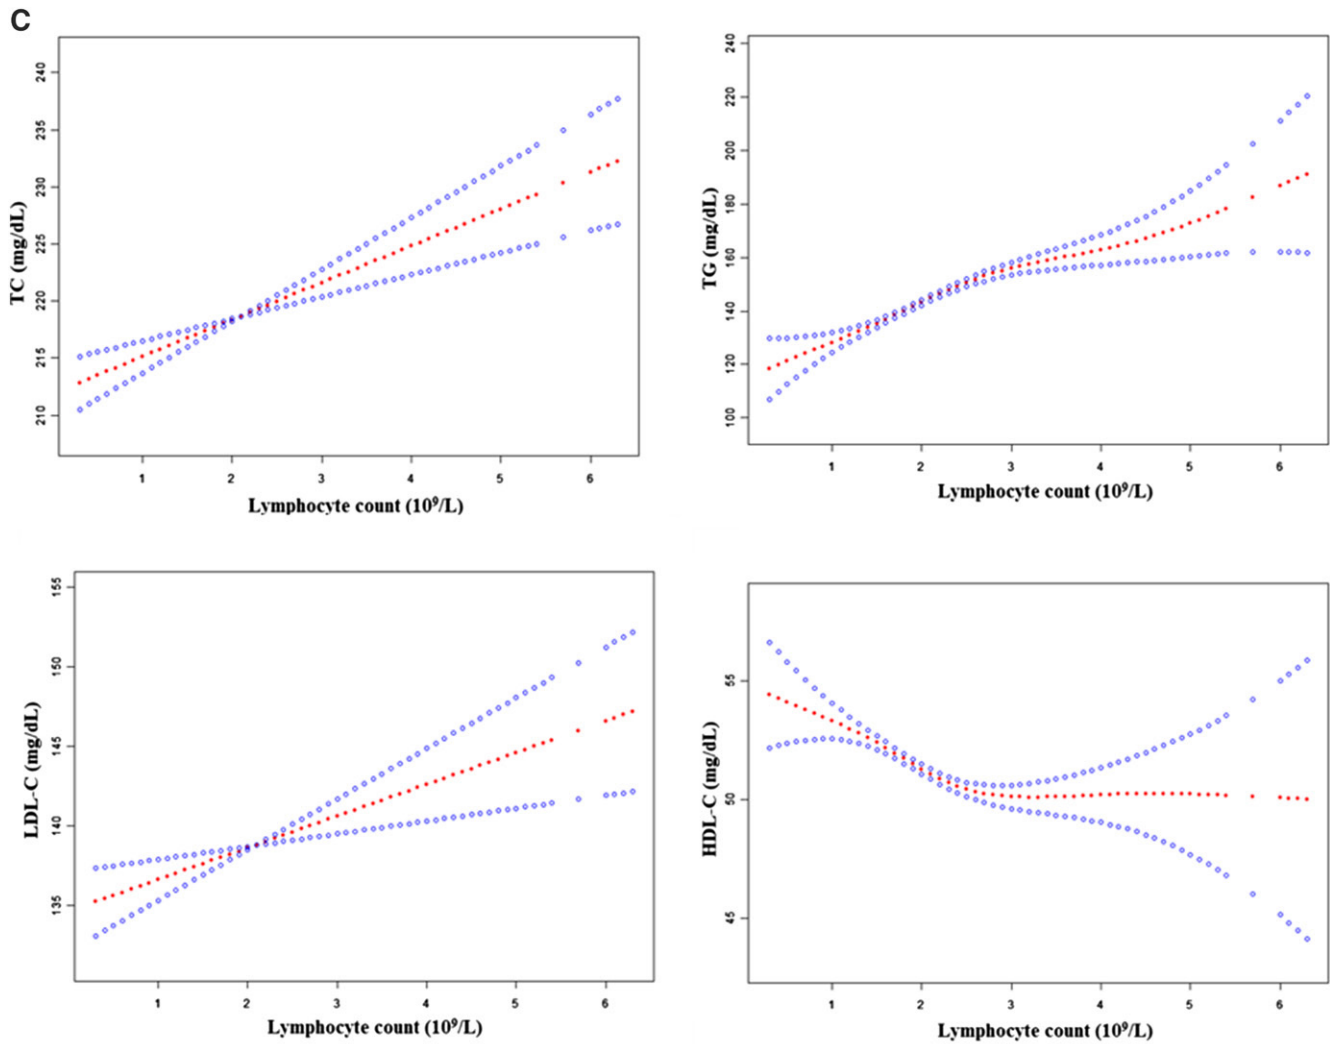 C
TC (mg/dL)
240
235
230
225
220
215
210
1 2 3 4 5 6
Lymphocyte count (10⁹/L)
TG (mg/dL)
240
220
200
180
160
140
120
100
1 2 3 4 5 6
Lymphocyte count (10⁹/L)
LDL-C (mg/dL)
155
150
145
140
135
1 2 3 4 5 6
Lymphocyte count (10⁹/L)
HDL-C (mg/dL)
55
50
45
1 2 3 4 5 6
Lymphocyte count (10⁹/L)